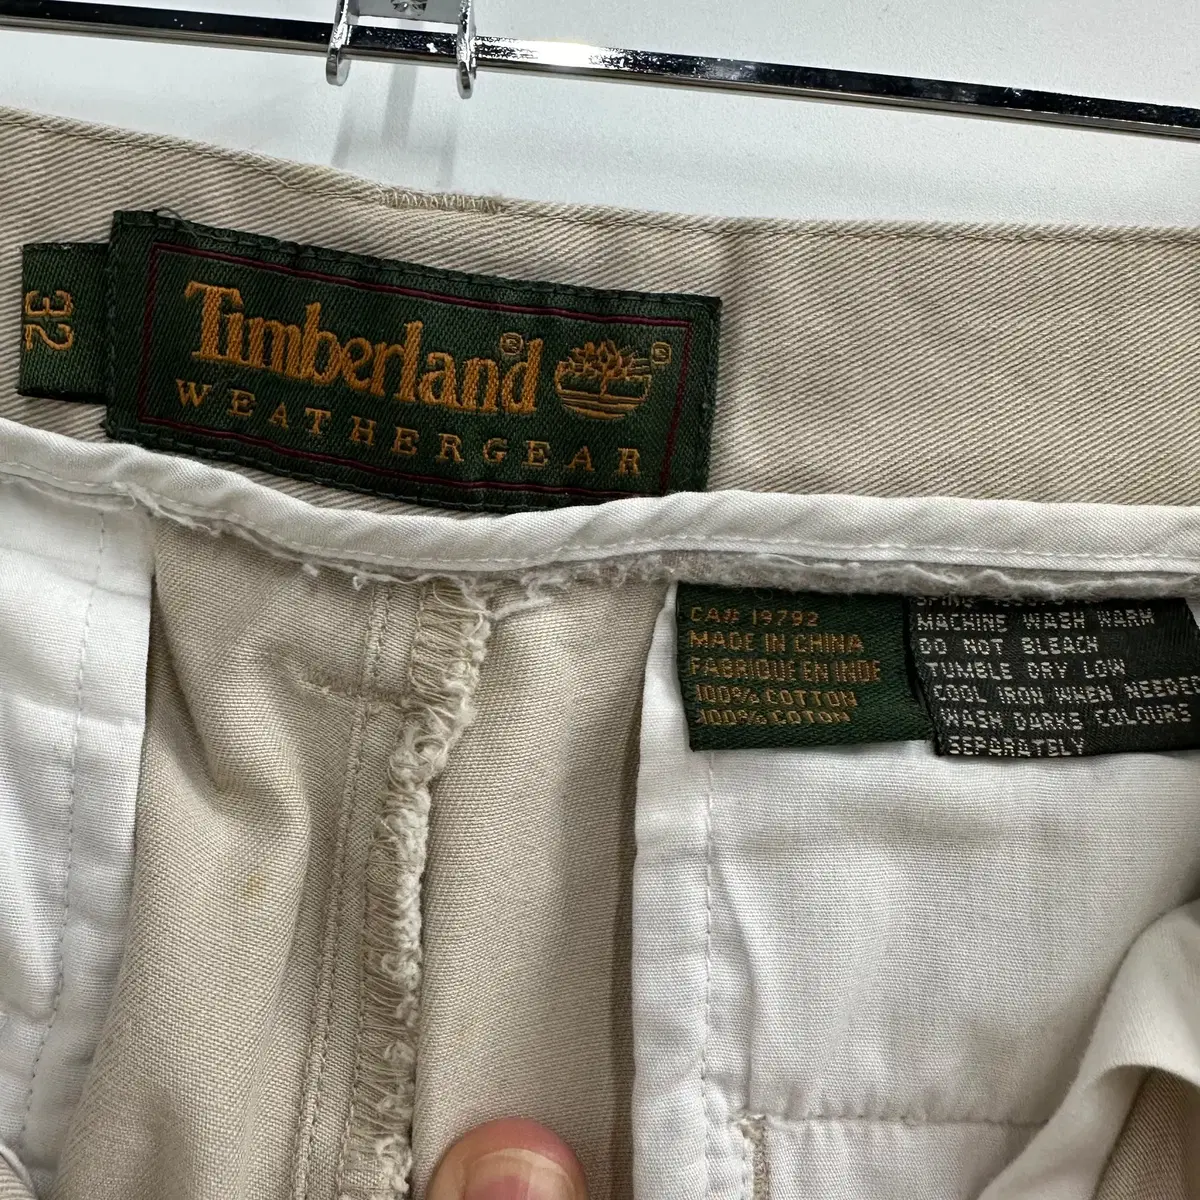 32
Timberland®
WEATHERGEAR
CA# 19792
MADE IN CHINA
FABRIQUE EN INDE
100% COTTON
100% COTON
MACHINE WASH WARM
DO NOT BLEACH
TUMBLE DRY LOW
COOL IRON WHEN NEEDED
WASH DARKE COLOURS
SEPARATELY